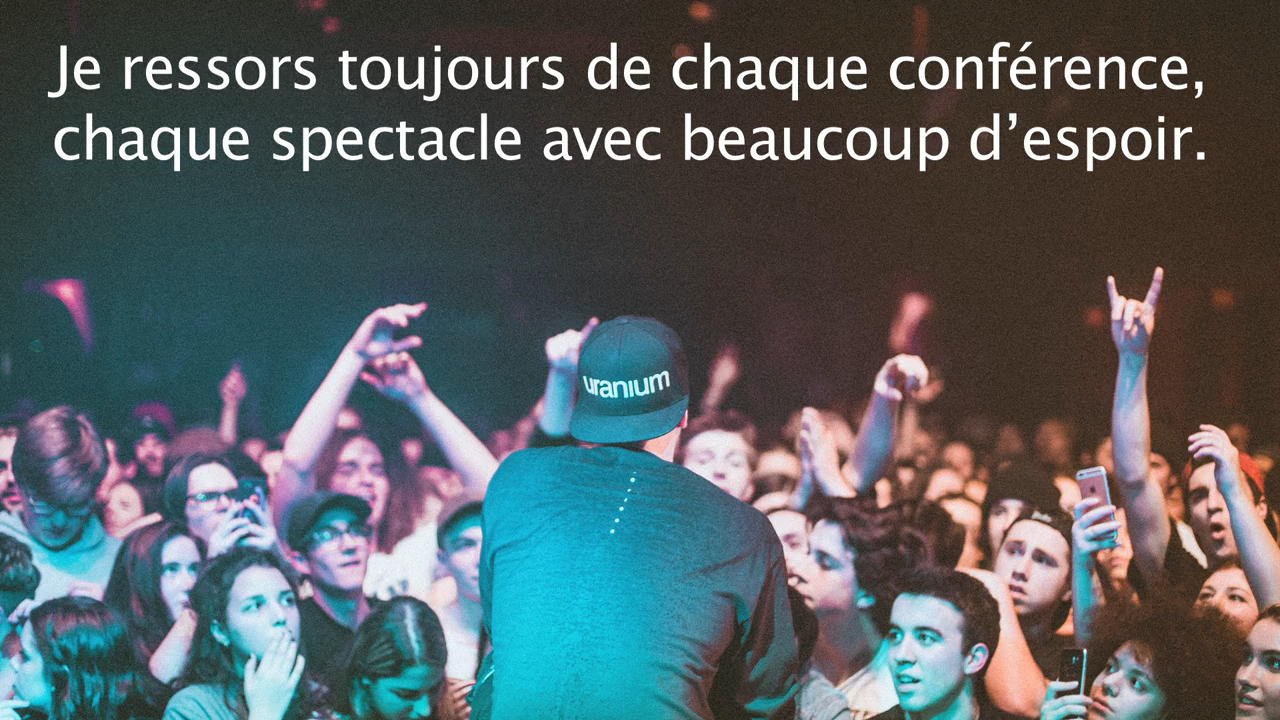 Je ressors toujours de chaque conférence,
chaque spectacle avec beaucoup d’espoir.
uranium